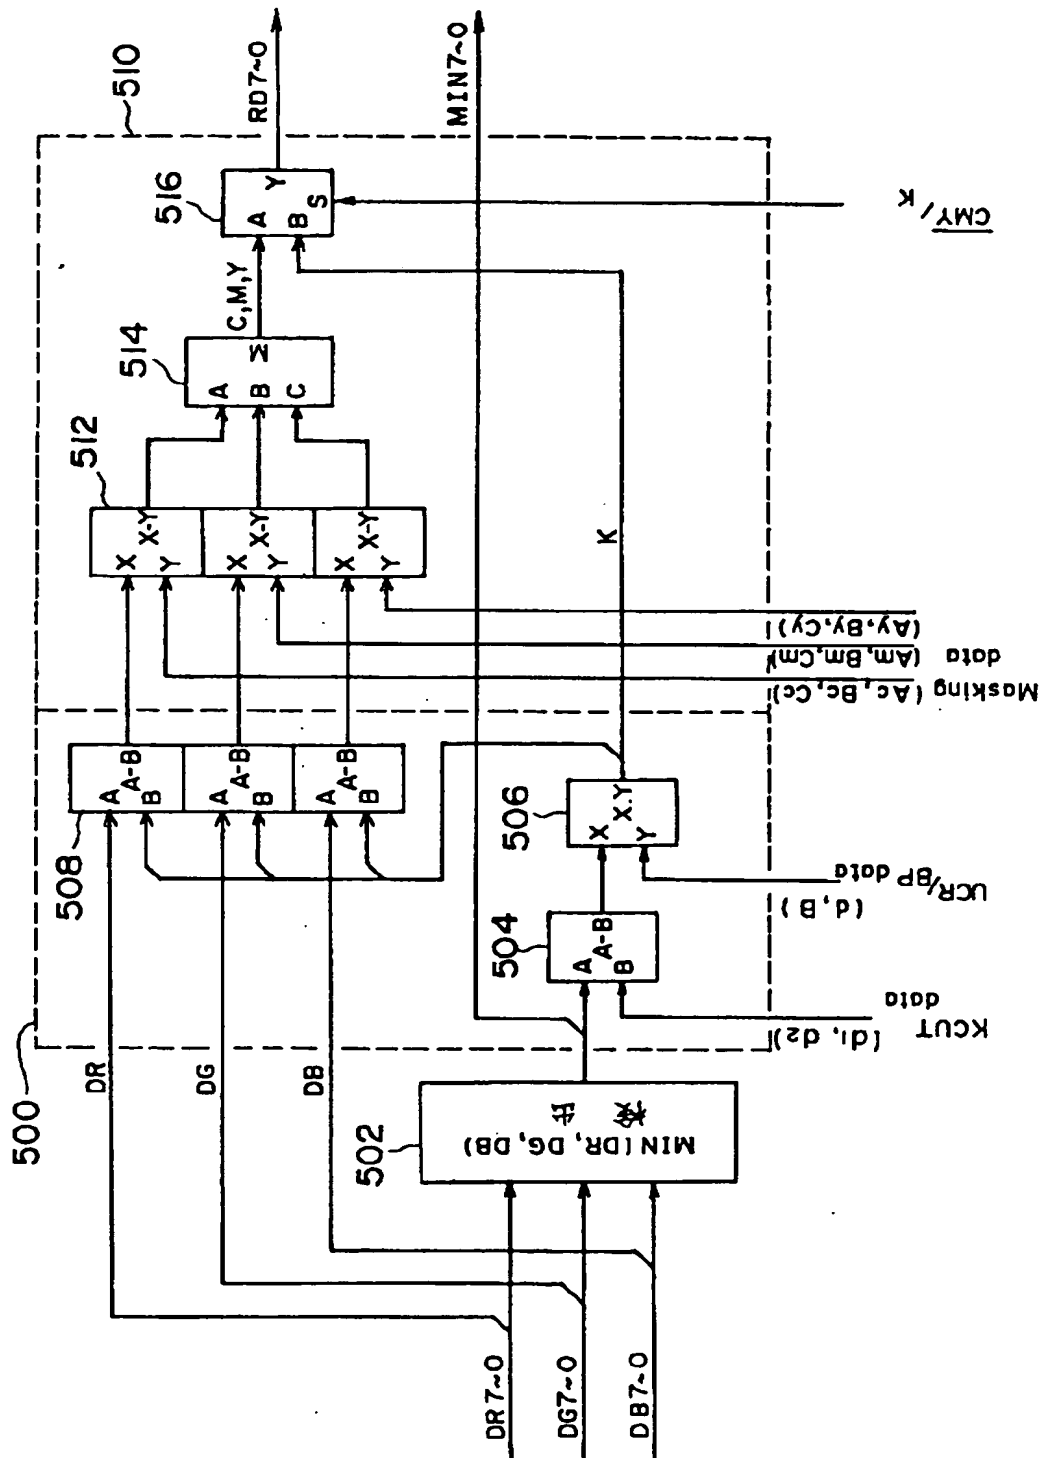 510
RD7~0
MIN7~0
516
A
Y
B
S
CMY/K
C,M,Y
514
A
B
C
M
512
X
X-Y
Y
X
X-Y
Y
X
X-Y
Y
K
Masking data
(Ac, Bc, Cc)
(Am, Bm, Cm)
(Ay, By, Cy)
508
A
A-B
B
A
A-B
B
A
A-B
B
506
X
X.Y
Y
UCR/BP data
(d, B)
504
A
A-B
B
KCUT data
(d1, d2)
500
DR
DG
DB
502
MIN(DR, DG, DB)
検出
DR7~0
DG7~0
DB7~0